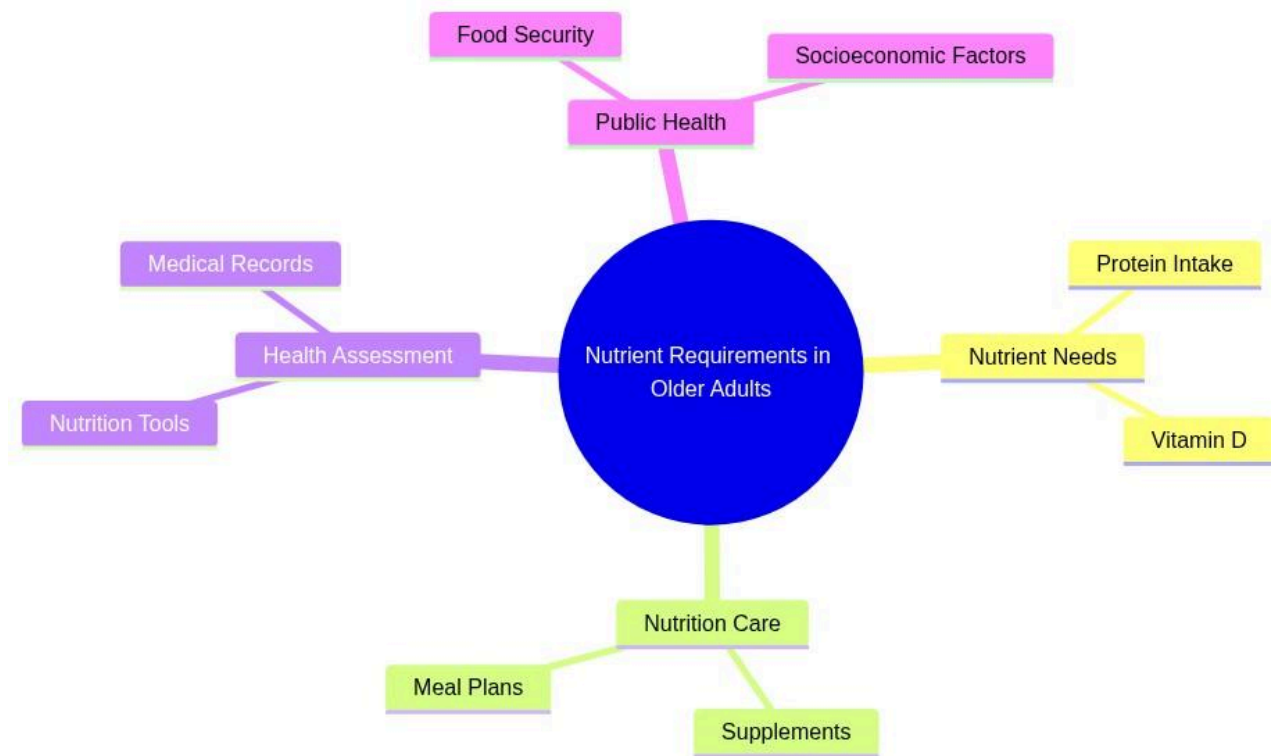 Food Security
Socioeconomic Factors
Public Health
Medical Records
Health Assessment
Nutrition Tools
Nutrient Requirements in
Older Adults
Protein Intake
Nutrient Needs
Vitamin D
Nutrition Care
Meal Plans
Supplements